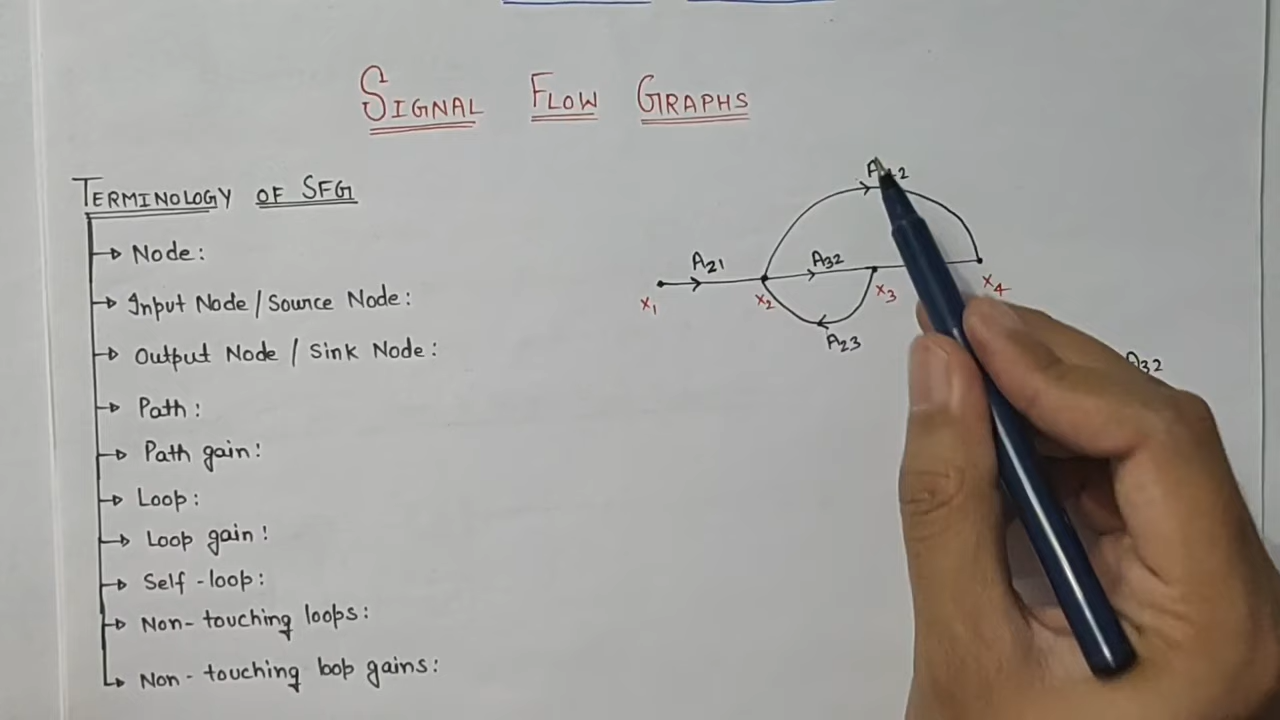 SIGNAL FLOW GRAPHS
TERMINOLOGY OF SFG
Node:
Input Node / Source Node:
Output Node / Sink Node:
Path:
Path gain:
Loop:
Loop gain:
Self-loop:
Non-touching loops:
Non-touching loop gains:
A21
A32
A23
x1
x2
x3
x4
A32